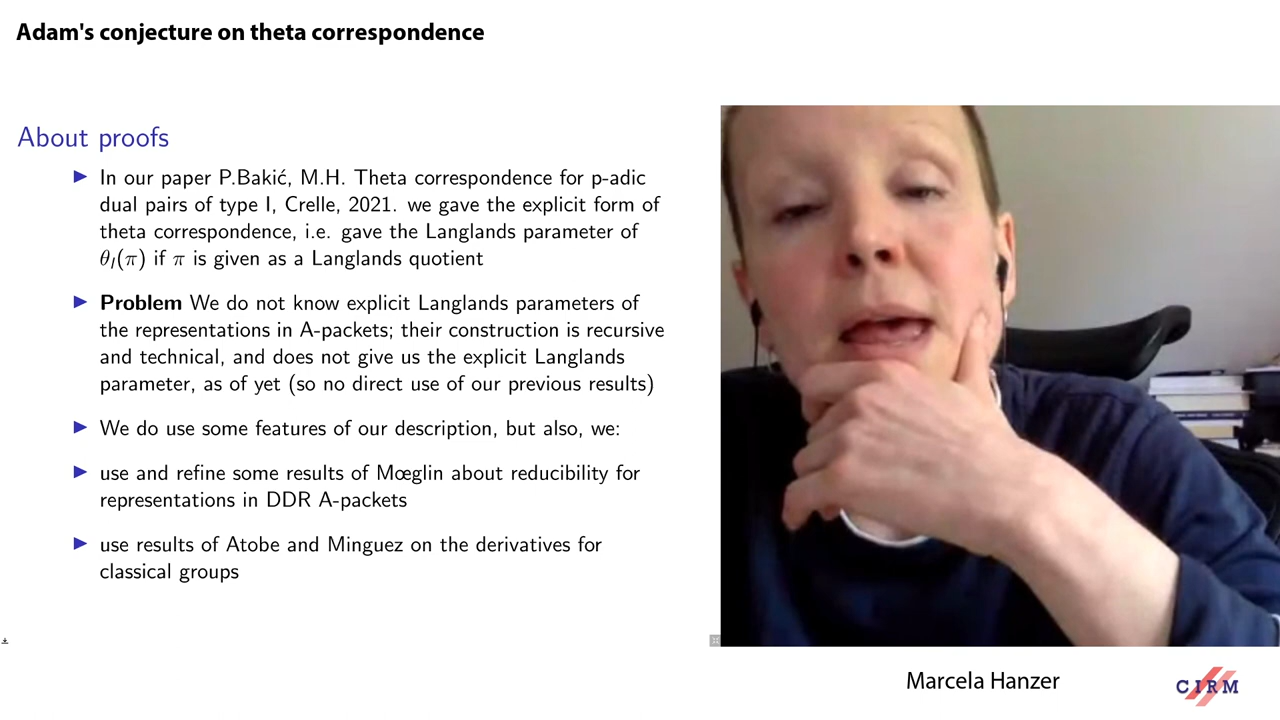 Adam's conjecture on theta correspondence
About proofs
▶ In our paper P.Bakić, M.H. Theta correspondence for p-adic
dual pairs of type I, Crelle, 2021. we gave the explicit form of
theta correspondence, i.e. gave the Langlands parameter of
θ_l(π) if π is given as a Langlands quotient
▶ Problem We do not know explicit Langlands parameters of
the representations in A-packets; their construction is recursive
and technical, and does not give us the explicit Langlands
parameter, as of yet (so no direct use of our previous results)
▶ We do use some features of our description, but also, we:
▶ use and refine some results of Mœglin about reducibility for
representations in DDR A-packets
▶ use results of Atobe and Minguez on the derivatives for
classical groups
Marcela Hanzer
CIRM